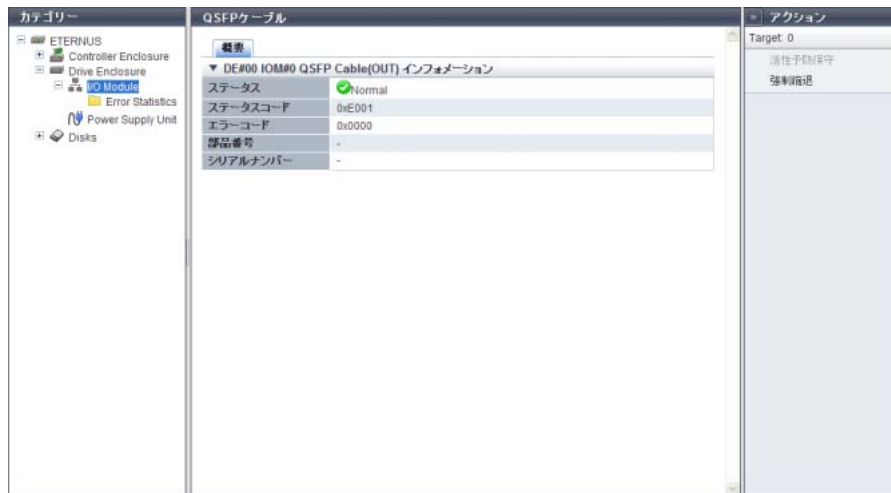 カテゴリー
ETERNUS
Controller Enclosure
Drive Enclosure
I/O Module
Error Statistics
Power Supply Unit
Disks
QSFPケーブル
概要
▼ DE#00 IOM#0 QSFP Cable(OUT) インフォメーション
ステータス Normal
ステータスコード 0xE001
エラーコード 0x0000
部品番号 -
シリアルナンバー -
» アクション
Target: 0
活性予防保守
強制縮退